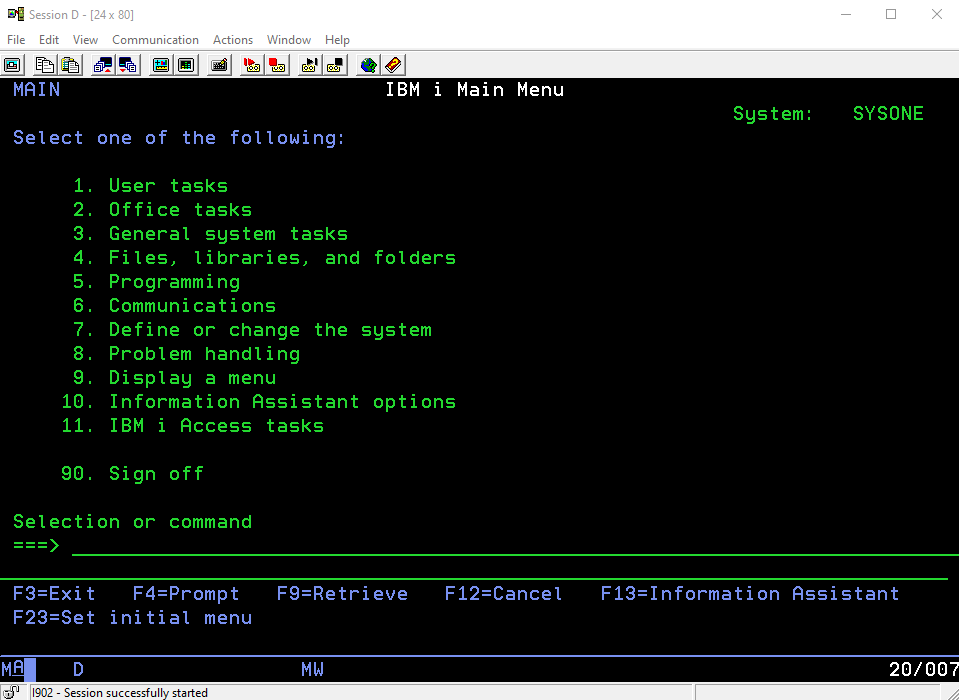 Session D - [24 x 80]
File Edit View Communication Actions Window Help
MAIN IBM i Main Menu
System: SYSONE
Select one of the following:
1. User tasks
2. Office tasks
3. General system tasks
4. Files, libraries, and folders
5. Programming
6. Communications
7. Define or change the system
8. Problem handling
9. Display a menu
10. Information Assistant options
11. IBM i Access tasks
90. Sign off
Selection or command
===>
F3=Exit F4=Prompt F9=Retrieve F12=Cancel F13=Information Assistant
F23=Set initial menu
MA D MW 20/007
I902 - Session successfully started